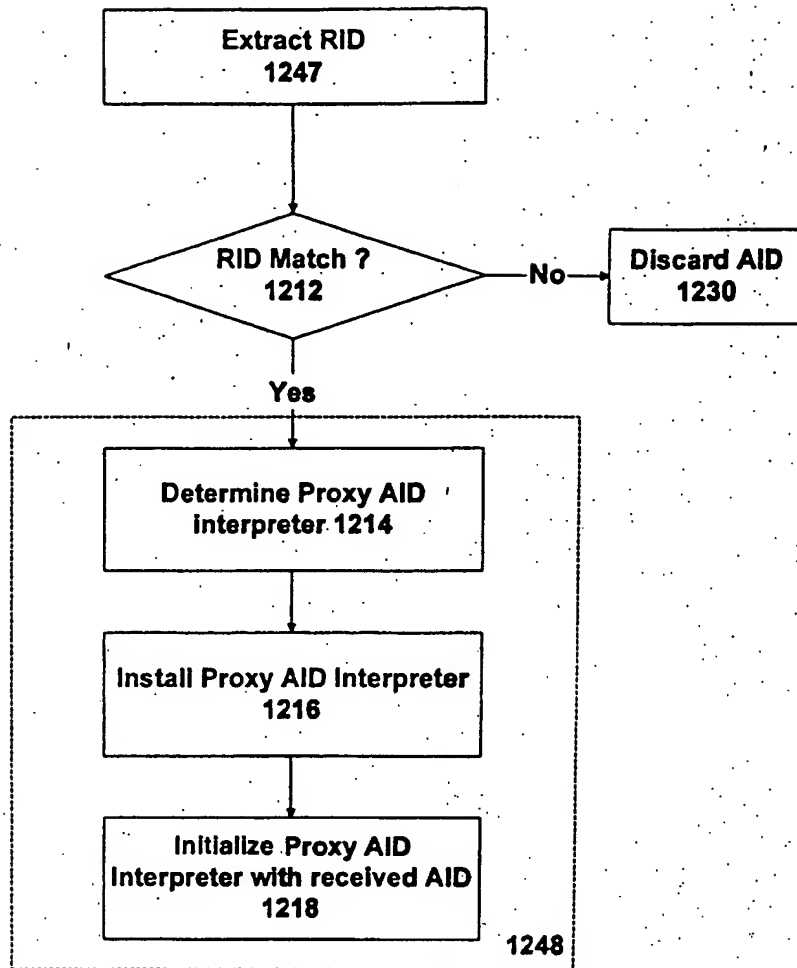 Extract RID
1247
RID Match ?
1212
No
Discard AID
1230
Yes
Determine Proxy AID
interpreter 1214
Install Proxy AID Interpreter
1216
Initialize Proxy AID
Interpreter with received AID
1218
1248